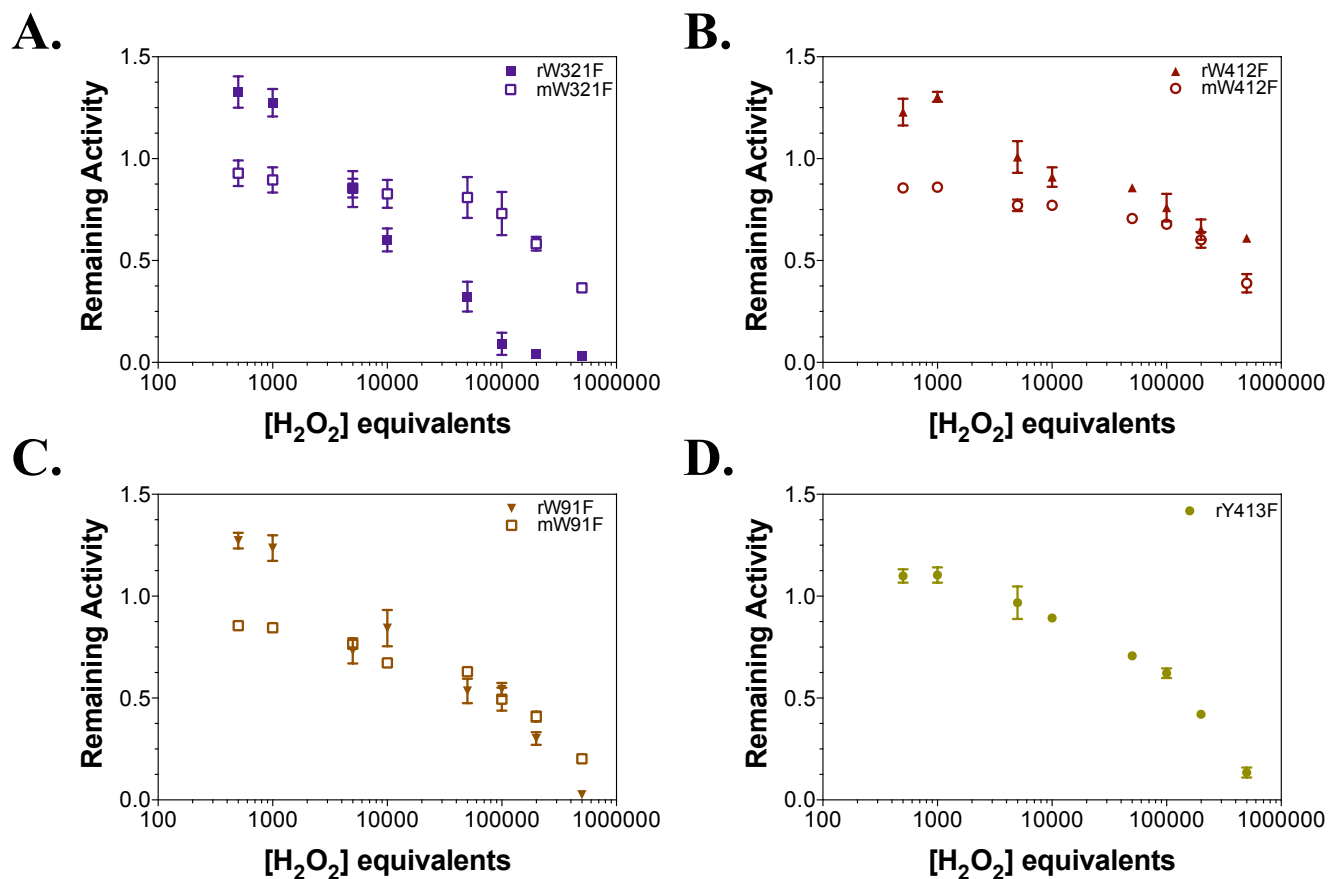 A.
rW321F
mW321F
1.5
1.0
0.5
0.0
Remaining Activity
100 1000 10000 100000 1000000
[H₂O₂] equivalents
B.
rW412F
mW412F
1.5
1.0
0.5
0.0
Remaining Activity
100 1000 10000 100000 1000000
[H₂O₂] equivalents
C.
rW91F
mW91F
1.5
1.0
0.5
0.0
Remaining Activity
100 1000 10000 100000 1000000
[H₂O₂] equivalents
D.
rY413F
1.5
1.0
0.5
0.0
Remaining Activity
100 1000 10000 100000 1000000
[H₂O₂] equivalents